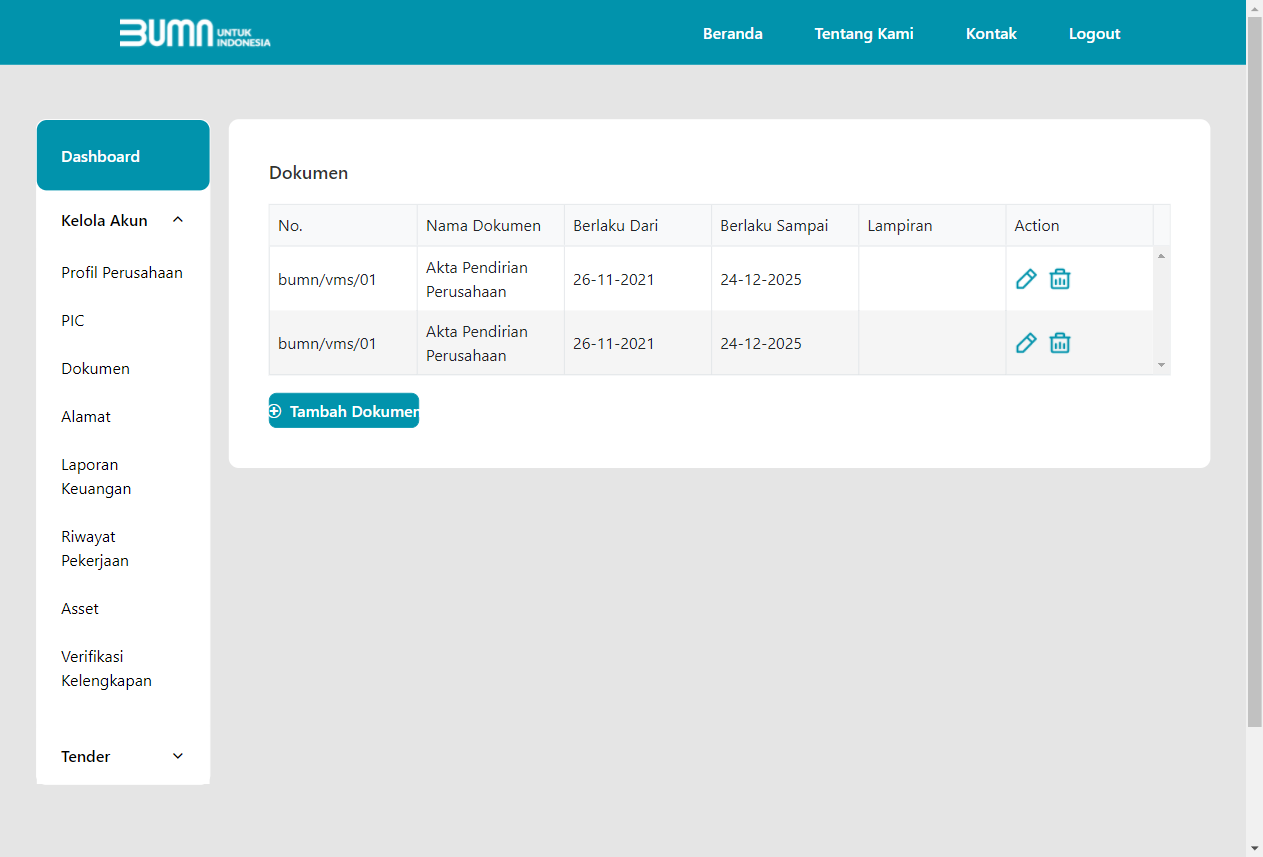 BUMN UNTUK INDONESIA
Beranda
Tentang Kami
Kontak
Logout
Dashboard
Kelola Akun
Profil Perusahaan
PIC
Dokumen
Alamat
Laporan
Keuangan
Riwayat
Pekerjaan
Asset
Verifikasi
Kelengkapan
Tender
Dokumen
No. Nama Dokumen Berlaku Dari Berlaku Sampai Lampiran Action
bumn/vms/01 Akta Pendirian Perusahaan 26-11-2021 24-12-2025
bumn/vms/01 Akta Pendirian Perusahaan 26-11-2021 24-12-2025
Tambah Dokumen